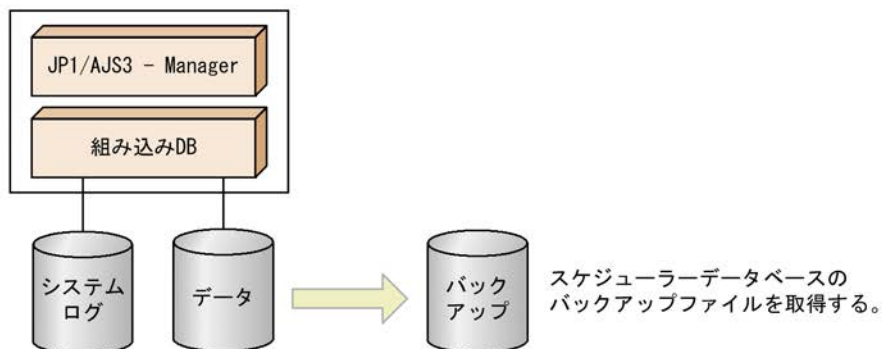 JP1/AJS3 - Manager
組み込みDB
システム
ログ
データ
バック
アップ
スケジューラーデータベースの
バックアップファイルを取得する。